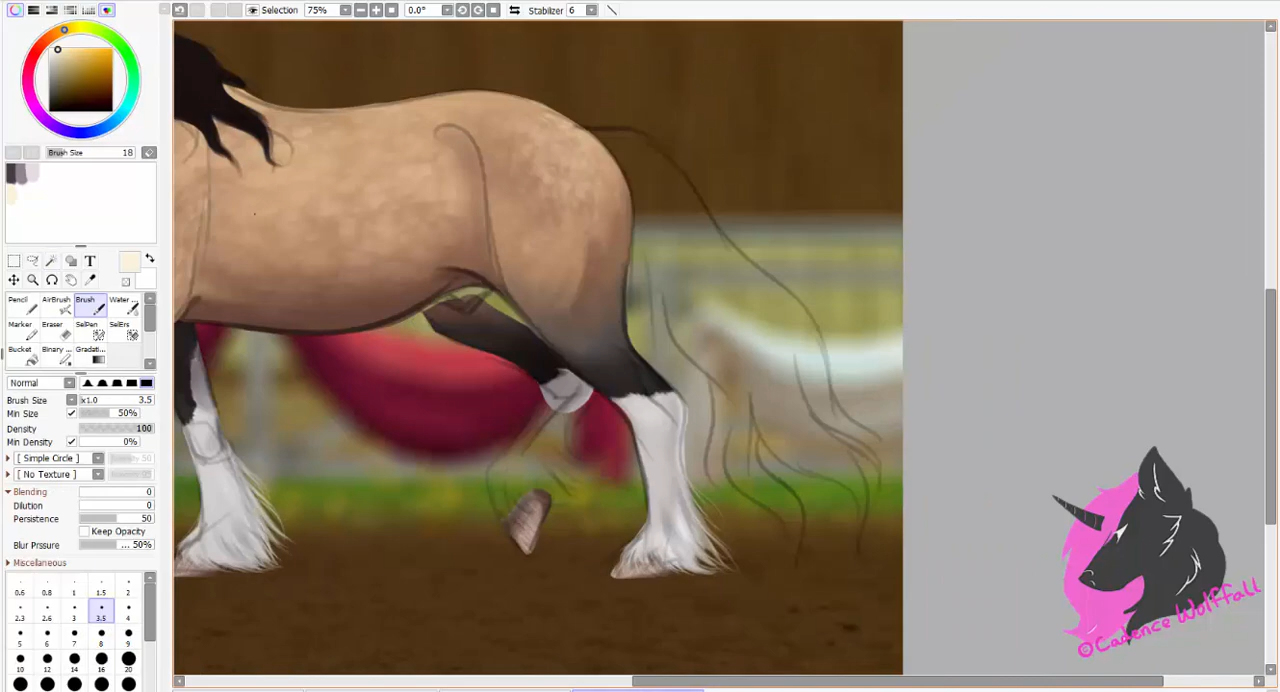 Selection 75% 0.0° Stabilizer 6
Brush Size 18
T
Pencil AirBrush Brush Water ...
Marker Eraser SelPen SelErs
Bucket Binary ... Gradati...
Normal
Brush Size x1.0 3.5
Min Size 50%
Density 100
Min Density 0%
[ Simple Circle ] Intensity 50
[ No Texture ]
Blending 0
Dilution 0
Persistence 50
Keep Opacity
Blur Prssure ... 50%
Miscellaneous
0.6 0.8 1 1.5 2
2.3 2.6 3 3.5 4
5 6 7 8 9
10 12 14 16 20
©Cadence Wolffall